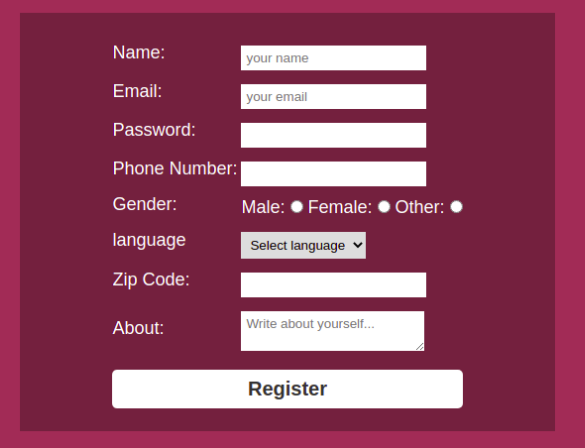 Name: your name
Email: your email
Password:
Phone Number:
Gender: Male: Female: Other:
language Select language
Zip Code:
About: Write about yourself...
Register